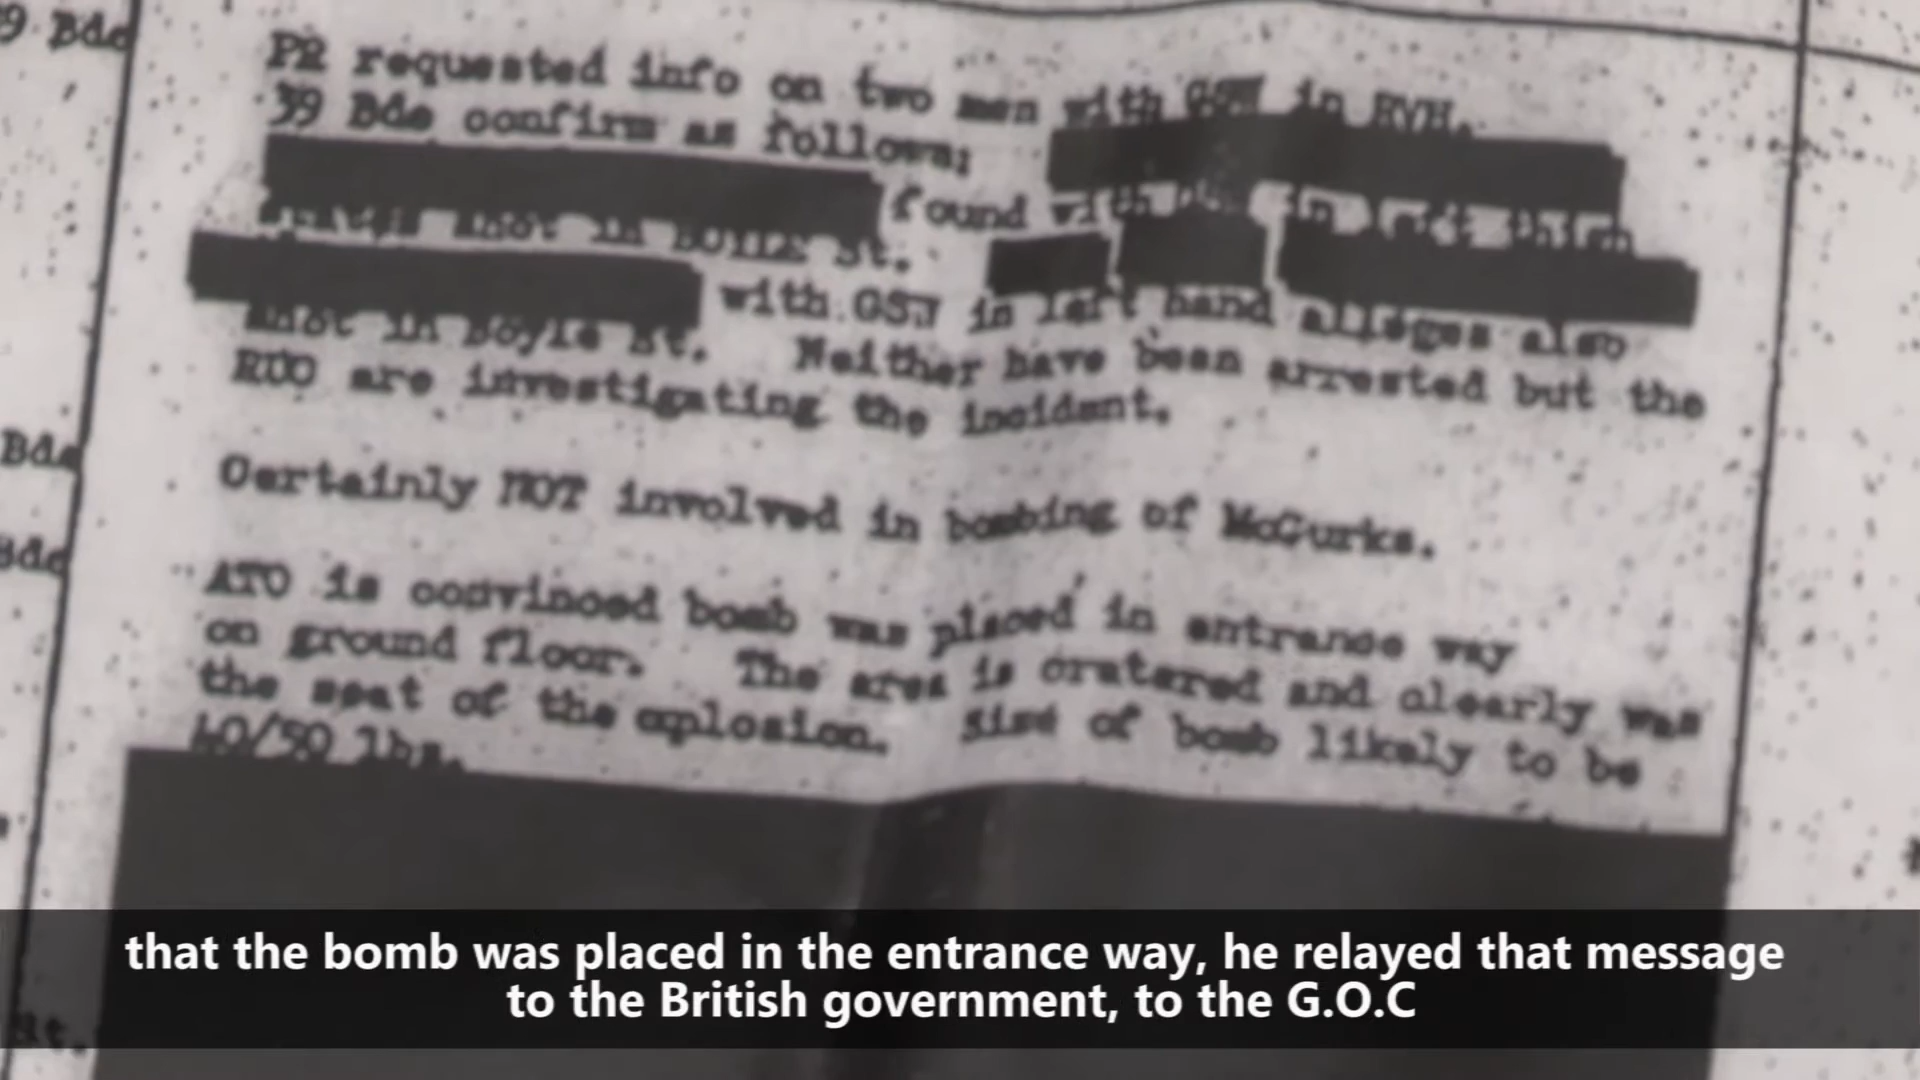 9 Bde
PR requested info on two men with GSW in RVH.
39 Bde confirm as follows:
found with in
shot in St.
with GSW in left hand alleges also
shot in Boyle St. Neither have been arrested but the
RUC are investigating the incident.
Bde
Certainly NOT involved in bombing of McGurks.
Bde
ATO is convinced bomb was placed in entrance way
on ground floor. The area is cratered and clearly was
the seat of the eplosion. Size of bomb likely to be
40/50 lbs.
that the bomb was placed in the entrance way, he relayed that message
to the British government, to the G.O.C